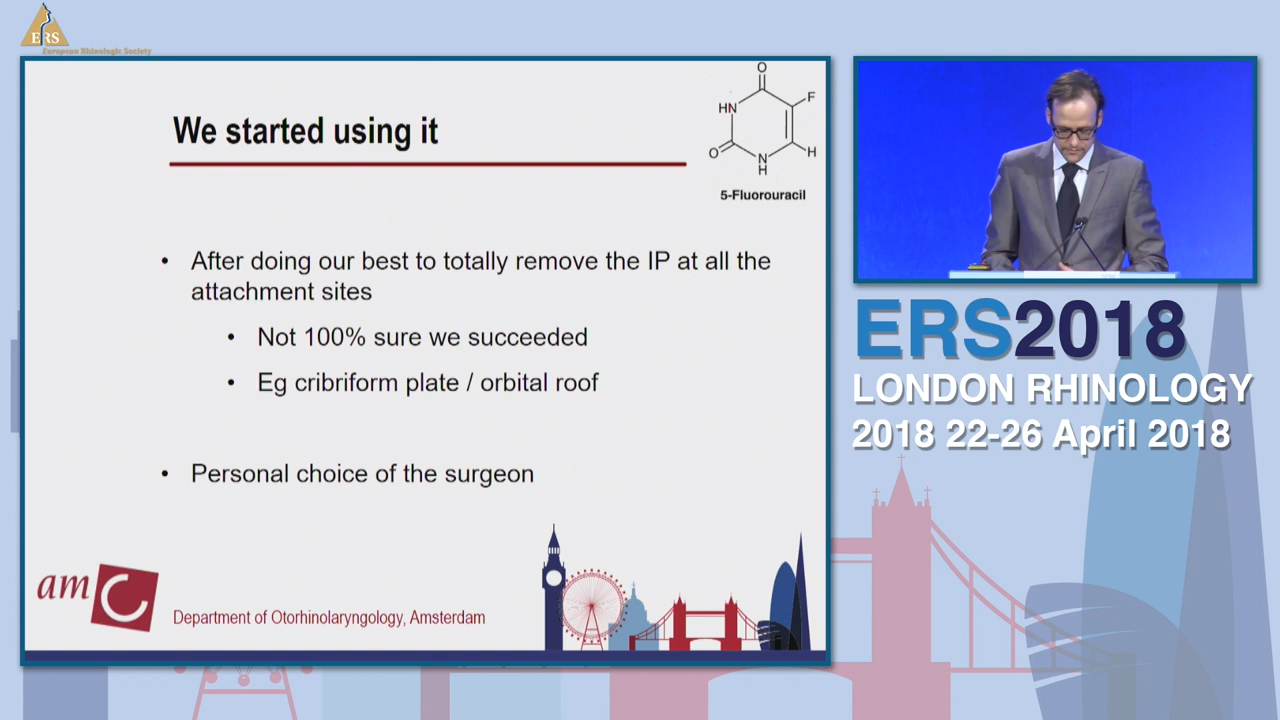 ERS
European Rhinologic Society
We started using it
O
HN
F
O
N
H
H
5-Fluorouracil
• After doing our best to totally remove the IP at all the
attachment sites
• Not 100% sure we succeeded
• Eg cribriform plate / orbital roof
• Personal choice of the surgeon
amC
Department of Otorhinolaryngology, Amsterdam
ERS2018
LONDON RHINOLOGY
2018 22-26 April 2018